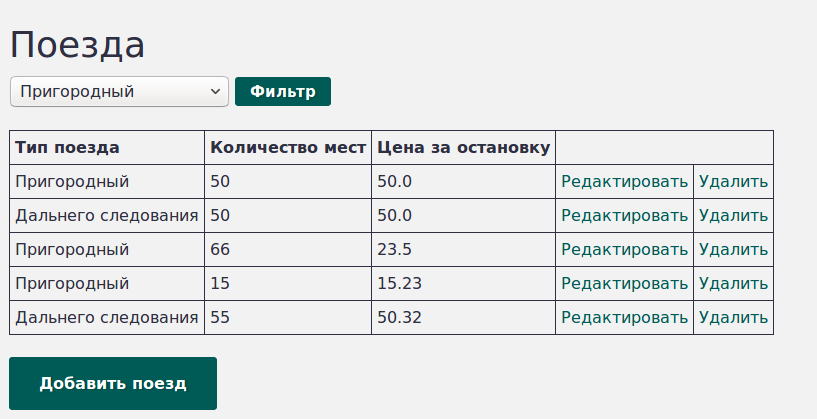 Поезда
Пригородный Фильтр
Тип поезда Количество мест Цена за остановку
Пригородный 50 50.0 Редактировать Удалить
Дальнего следования 50 50.0 Редактировать Удалить
Пригородный 66 23.5 Редактировать Удалить
Пригородный 15 15.23 Редактировать Удалить
Дальнего следования 55 50.32 Редактировать Удалить
Добавить поезд